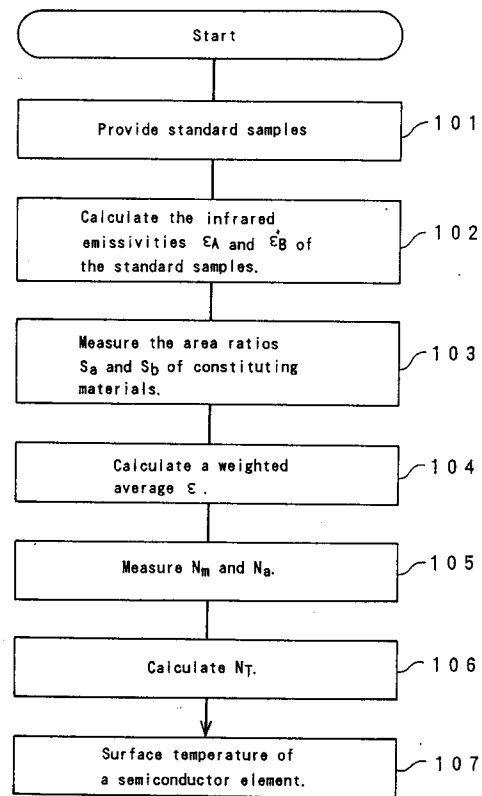 Start
Provide standard samples
101
Calculate the infrared
emissivities εA and εB of
the standard samples.
102
Measure the area ratios
Sa and Sb of constituting
materials.
103
Calculate a weighted
average ε.
104
Measure Nm and Na.
105
Calculate NT.
106
Surface temperature of
a semiconductor element.
107